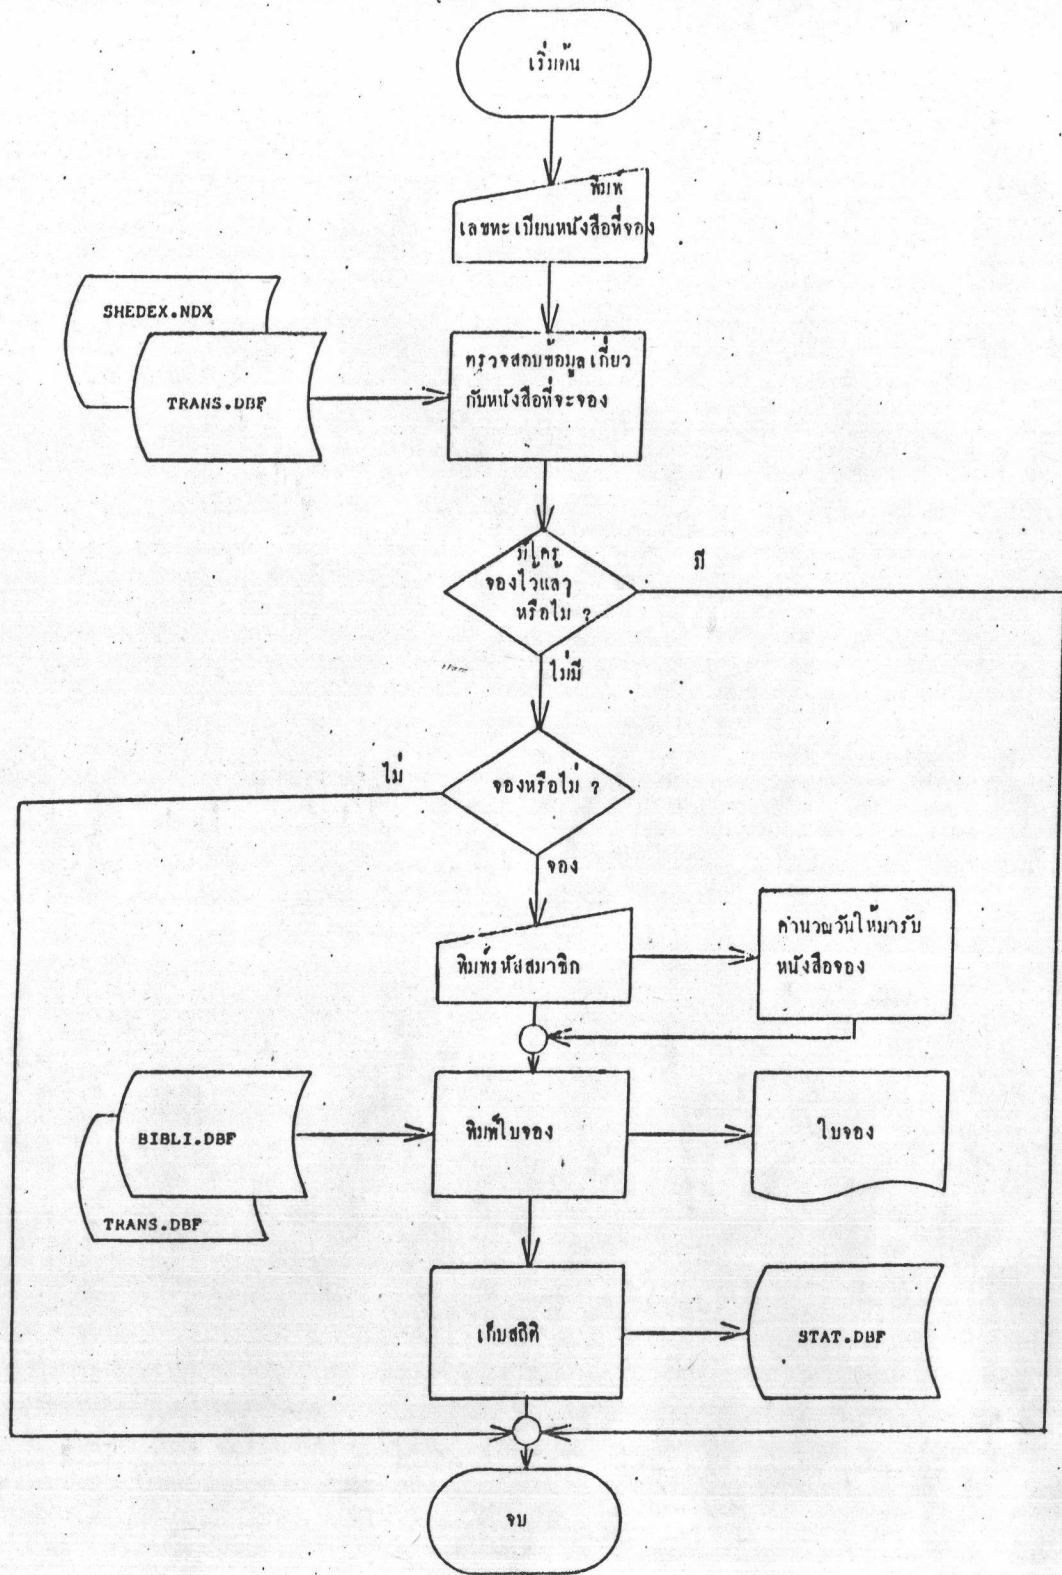 เริ่มต้น
พิมพ์
เลขทะเบียนหนังสือที่จอง
SHEDEX.NDX
TRANS.DBF
ตรวจสอบข้อมูลเกี่ยว
กับหนังสือที่จะจอง
มีใคร
จองไว้แล้ว
หรือไม่ ?
มี
ไม่มี
จองหรือไม่ ?
ไม่
จอง
พิมพ์รหัสสมาชิก
คำนวณวันให้มารับ
หนังสือจอง
BIBLI.DBF
TRANS.DBF
พิมพ์ใบจอง
ใบจอง
เก็บสถิติ
STAT.DBF
จบ